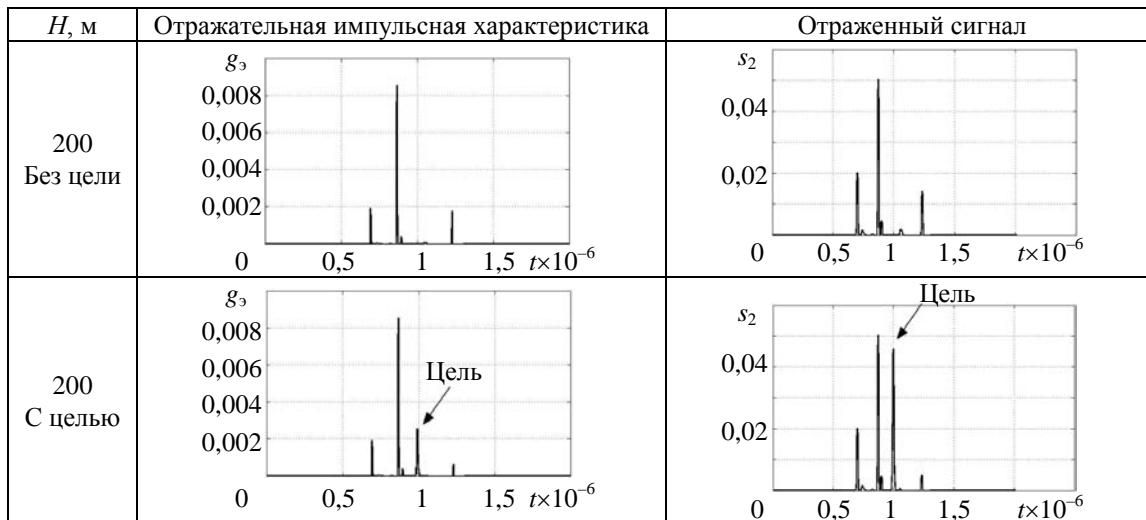 H, м
Отражательная импульсная характеристика
Отраженный сигнал
200
Без цели
gэ
0,008
0,006
0,004
0,002
0 0,5 1 1,5 t×10⁻⁶
s₂
0,04
0,02
0 0,5 1 1,5 t×10⁻⁶
200
С целью
gэ
0,008
0,006
0,004
0,002
Цель
0 0,5 1 1,5 t×10⁻⁶
s₂
0,04
0,02
Цель
0 0,5 1 1,5 t×10⁻⁶